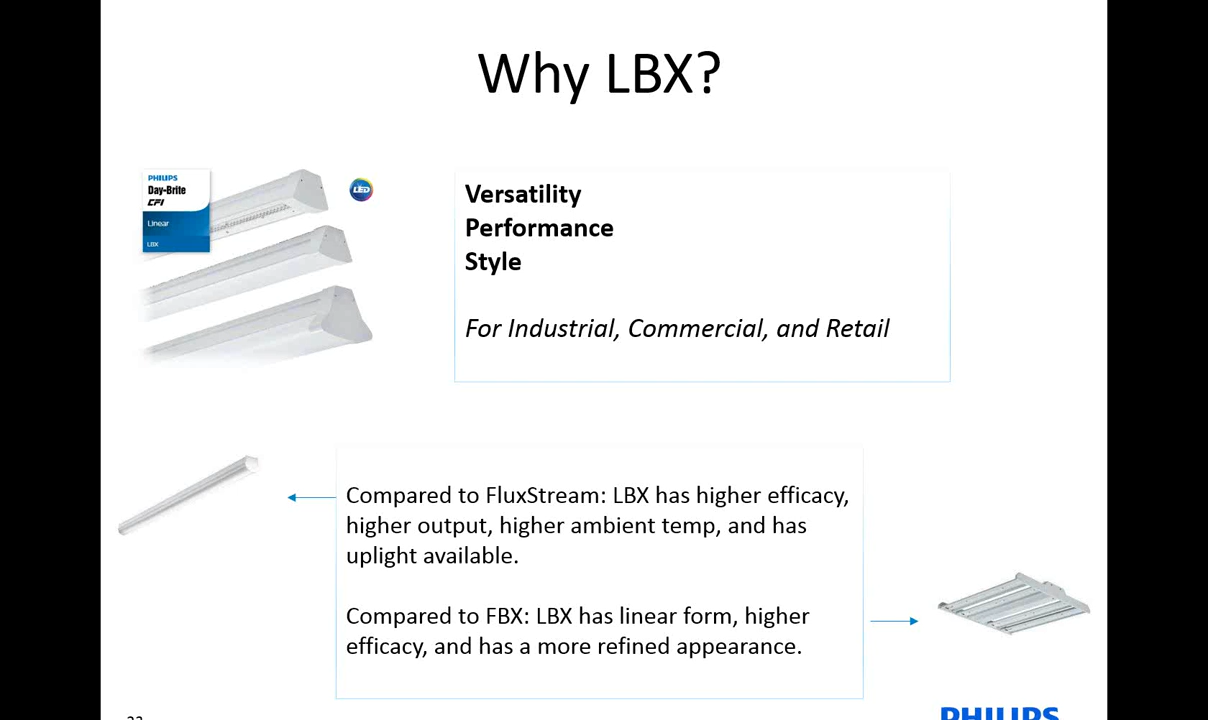 Why LBX?
PHILIPS
Day-Brite
CFI
Linear
LBX
LED
Versatility
Performance
Style
For Industrial, Commercial, and Retail
Compared to FluxStream: LBX has higher efficacy,
higher output, higher ambient temp, and has
uplight available.
Compared to FBX: LBX has linear form, higher
efficacy, and has a more refined appearance.
PHILIPS